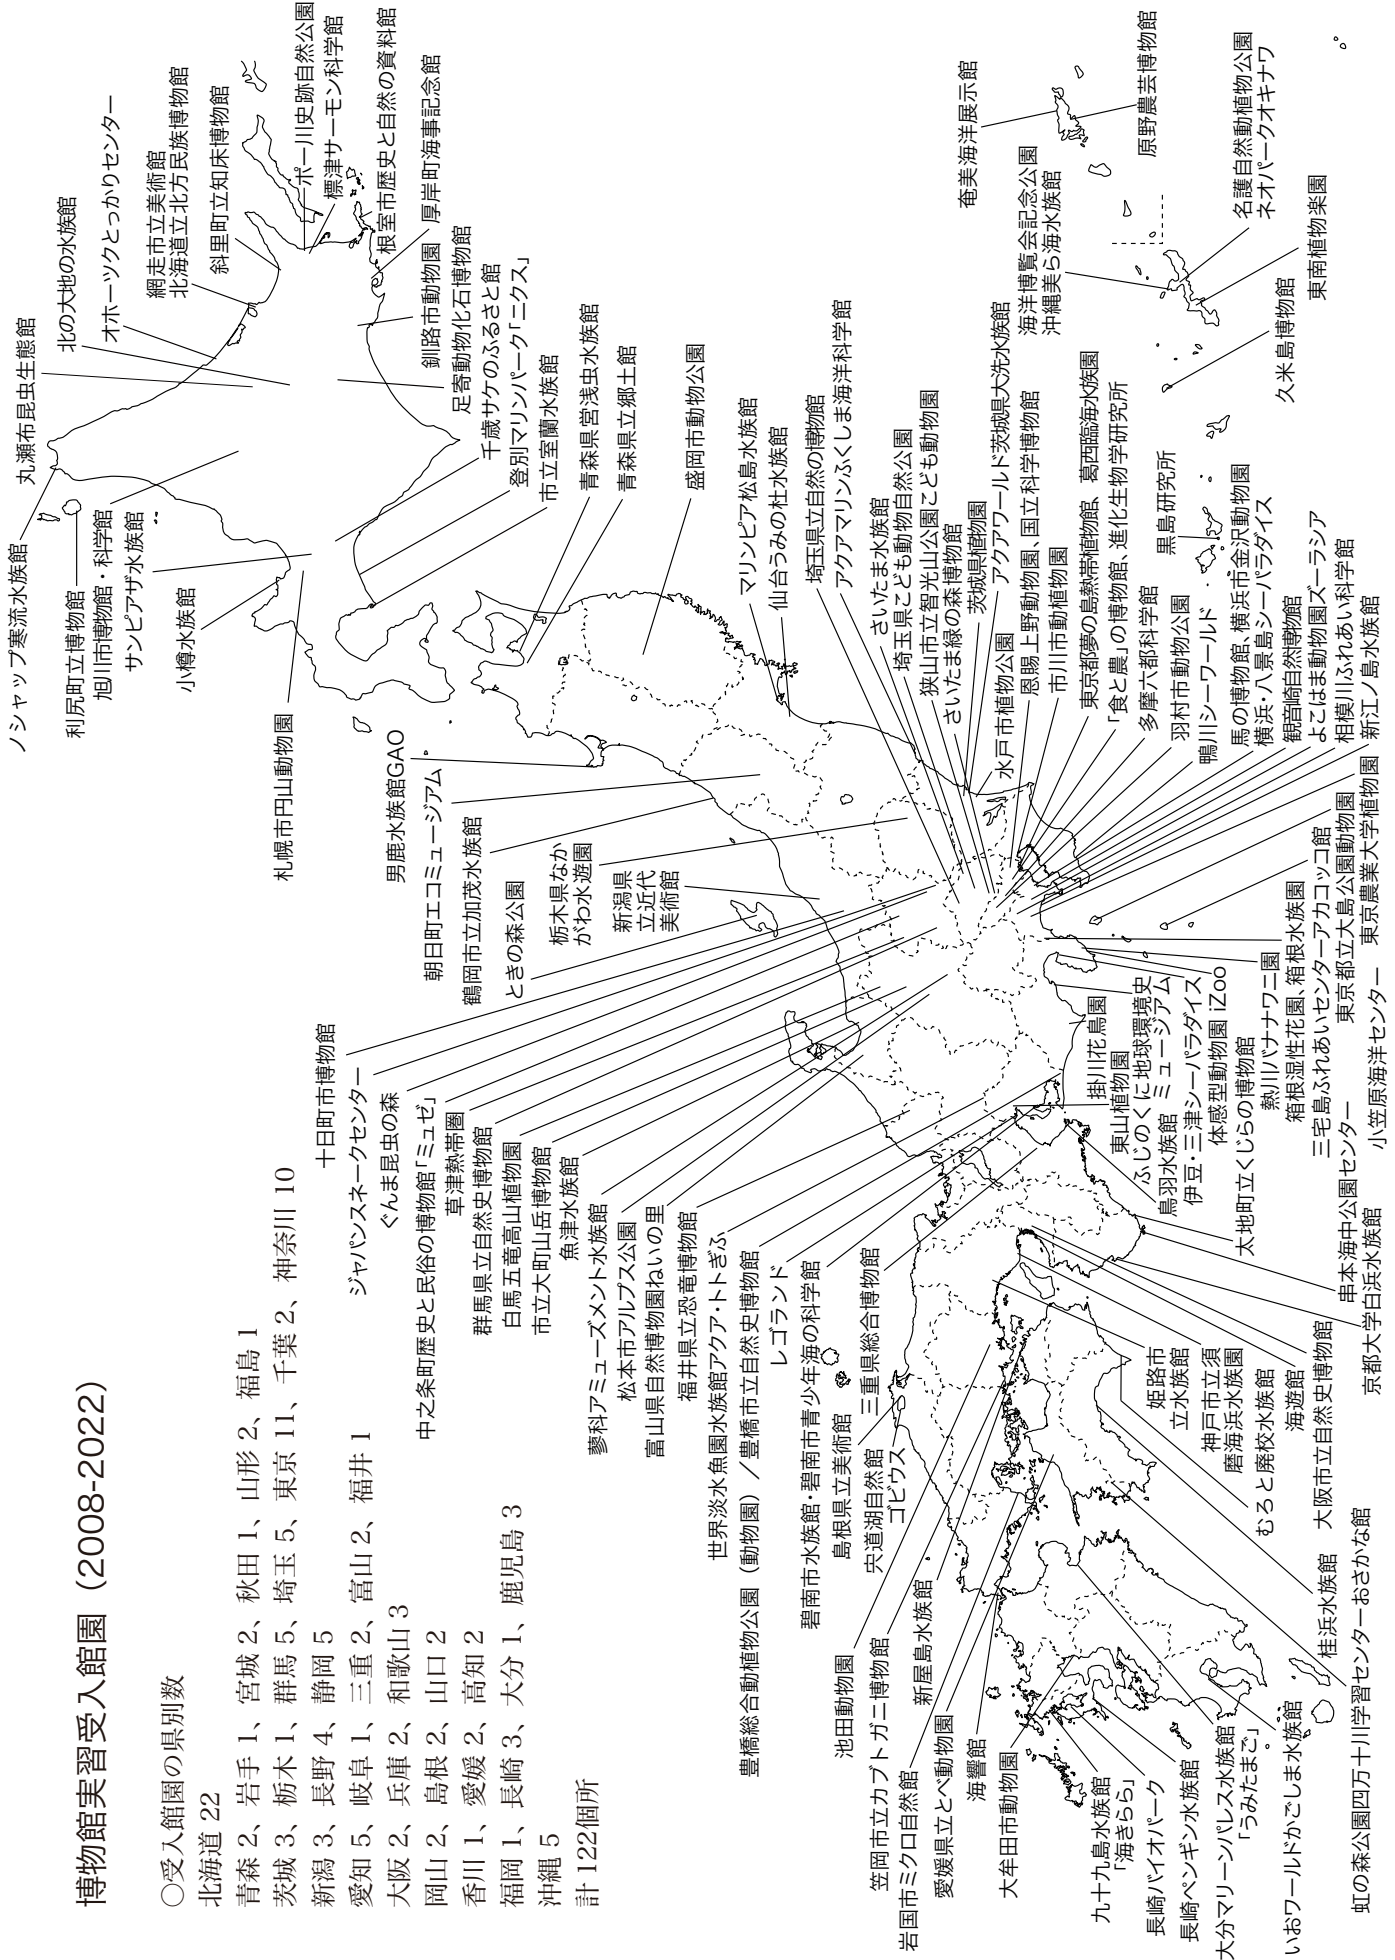 博物館実習受入館園（2008-2022）
○受入館園の県別数
北海道 22
青森 2、岩手 1、宮城 2、秋田 1、山形 2、福島 1
茨城 3、栃木 1、群馬 5、埼玉 5、東京 11、千葉 2、神奈川 10
新潟 3、長野 4、静岡 5
愛知 5、岐阜 1、三重 2、富山 2、福井 1
大阪 2、兵庫 2、和歌山 3
岡山 2、島根 2、山口 2
香川 1、愛媛 2、高知 2
福岡 1、長崎 3、大分 1、鹿児島 3
沖縄 5
計 122個所
ノシャップ寒流水族館
丸瀬布昆虫生態館
北の大地の水族館
オホーツクとっかりセンター
網走市立美術館
北海道立北方民族博物館
斜里町立知床博物館
ポー川史跡自然公園
標津サーモン科学館
根室市歴史と自然の資料館
厚岸町海事記念館
釧路市動物園
足寄動物化石博物館
千歳サケのふるさと館
登別マリンパーク「ニクス」
市立室蘭水族館
利尻町立博物館
旭川市博物館・科学館
サンピアザ水族館
小樽水族館
札幌市円山動物園
青森県営浅虫水族館
青森県立郷土館
盛岡市動物公園
マリンピア松島水族館
仙台うみの杜水族館
埼玉県立自然の博物館
アクアマリンふくしま海洋科学館
さいたま水族館
埼玉県こども動物自然公園
狭山市立智光山公園こども動物園
さいたま緑の森博物館
茨城県植物園
アクアワールド茨城県大洗水族館
水戸市植物公園
恩賜上野動物園、国立科学博物館
市川市動植物園
東京都夢の島熱帯植物館、葛西臨海水族園
「食と農」の博物館、進化生物学研究所
多摩六都科学館
羽村市動物公園
鴨川シーワールド
馬の博物館、横浜市金沢動物園
横浜・八景島シーパラダイス
観音崎自然博物館
よこはま動物園ズーラシア
相模川ふれあい科学館
新江ノ島水族館
奄美海洋展示館
原野農芸博物館
海洋博覧会記念公園
沖縄美ら海水族館
名護自然動植物公園
ネオパークオキナワ
東南植物楽園
久米島博物館
黒島研究所
男鹿水族館GAO
朝日町エコミュージアム
鶴岡市立加茂水族館
ときの森公園
栃木県なか
がわ水遊園
新潟県
立近代
美術館
十日町市博物館
ジャパンスネークセンター
ぐんま昆虫の森
中之条町歴史と民俗の博物館「ミュゼ」
草津熱帯圏
群馬県立自然史博物館
白馬五竜高山植物園
市立大町山岳博物館
魚津水族館
蓼科アミューズメント水族館
松本市アルプス公園
富山県自然博物園ねいの里
福井県立恐竜博物館
世界淡水魚園水族館アクア・トトぎふ
豊橋総合動植物公園（動物園）／豊橋市立自然史博物館
レゴランド
碧南市水族館・碧南市青少年海の科学館
三重県総合博物館
島根県立美術館
宍道湖自然館
ゴビウス
池田動物園
笠岡市立カブトガニ博物館
岩国市ミクロ自然館
新屋島水族館
愛媛県立とべ動物園
海響館
大牟田市動物園
九十九島水族館
「海きらら」
長崎バイオパーク
長崎ペンギン水族館
大分マリーンパレス水族館
「うみたまご」
いおワールドかごしま水族館
虹の森公園四万十川学習センターおさかな館
桂浜水族館
むろと廃校水族館
姫路市
立水族館
神戸市立須
磨海浜水族園
海遊館
大阪市立自然史博物館
京都大学白浜水族館
串本海中公園センター
太地町立くじらの博物館
鳥羽水族館
東山植物園
掛川花鳥園
ふじのくに地球環境史
ミュージアム
伊豆・三津シーパラダイス
体感型動物園 iZoo
熱川バナナワニ園
箱根湿性花園、箱根水族園
三宅島ふれあいセンターアカコッコ館
東京都立大島公園動物園
東京農業大学植物園
小笠原海洋センター